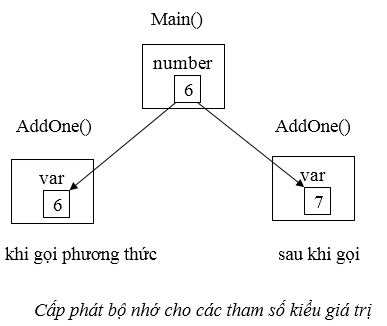 Main()
number
6
AddOne()
AddOne()
var
var
6
7
khi gọi phương thức
sau khi gọi
Cấp phát bộ nhớ cho các tham số kiểu giá trị